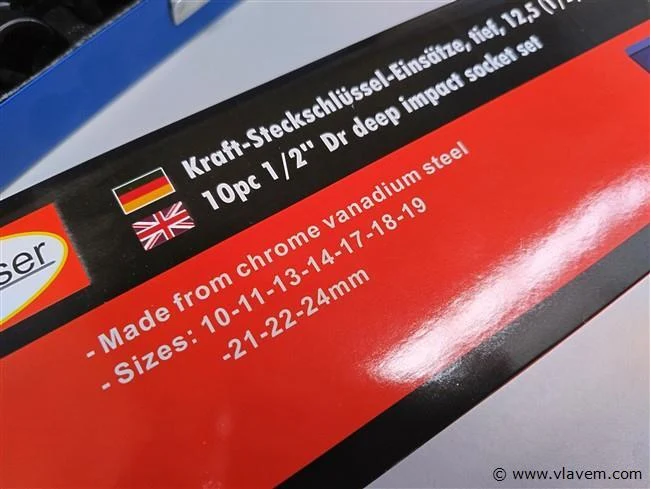 Kraft-Steckschlüssel-Einsätze, tief, 12,5
10pc 1/2" Dr deep impact socket set
ser
- Made from chrome vanadium steel
- Sizes: 10-11-13-14-17-18-19
-21-22-24mm
© www.vlavem.com